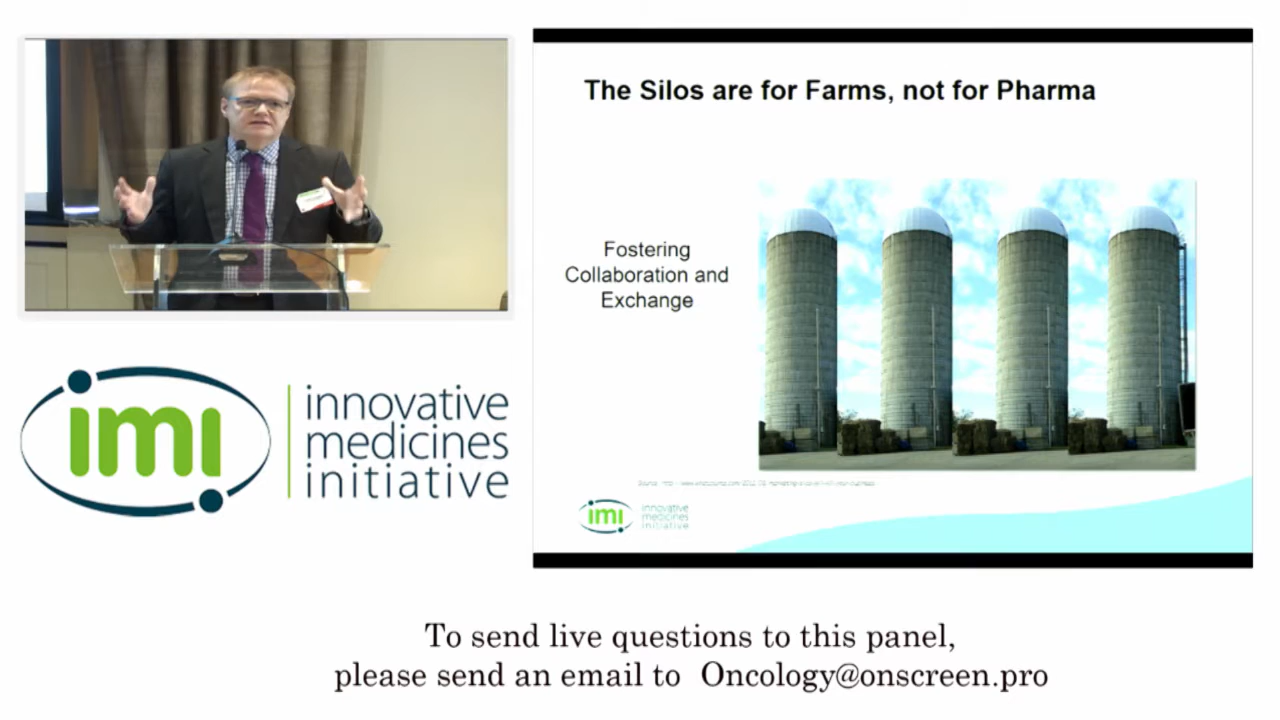 The Silos are for Farms, not for Pharma
Fostering
Collaboration and
Exchange
imi
innovative
medicines
initiative
imi
innovative
medicines
initiative
To send live questions to this panel,
please send an email to Oncology@onscreen.pro